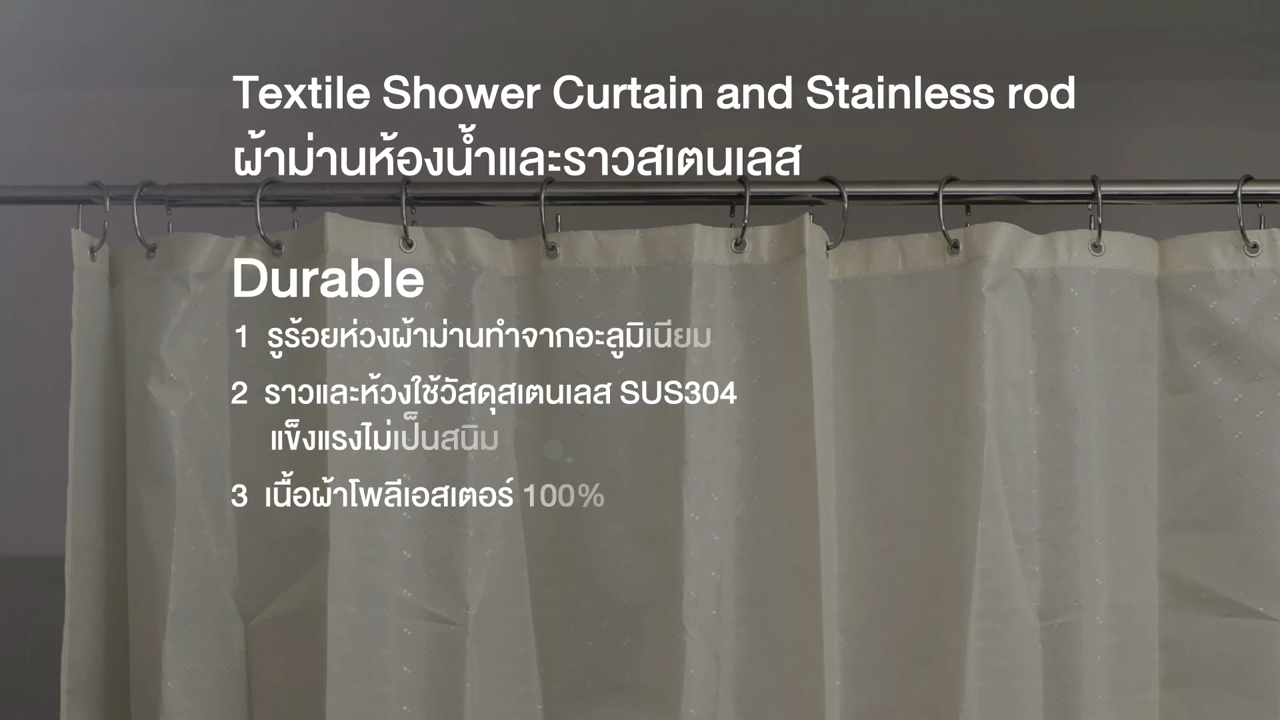 Textile Shower Curtain and Stainless rod
ผ้าม่านห้องน้ำและราวสเตนเลส
Durable
1 รูร้อยห่วงผ้าม่านทำจากอะลูมิเนียม
2 ราวและห้วงใช้วัสดุสเตนเลส SUS304
แข็งแรงไม่เป็นสนิม
3 เนื้อผ้าโพลีเอสเตอร์ 100%